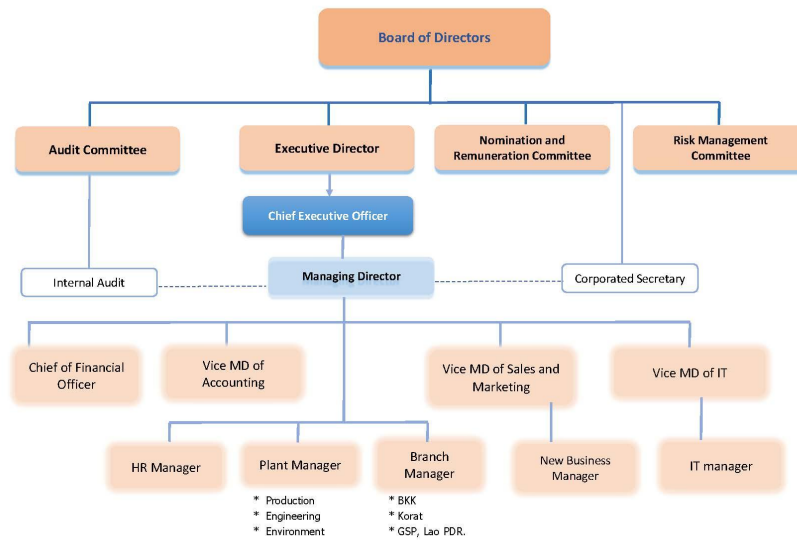 Board of Directors
Audit Committee
Executive Director
Nomination and
Remuneration Committee
Risk Management
Committee
Chief Executive Officer
Internal Audit
Managing Director
Corporated Secretary
Chief of Financial
Officer
Vice MD of
Accounting
Vice MD of Sales and
Marketing
Vice MD of IT
HR Manager
Plant Manager
Branch
Manager
New Business
Manager
IT manager
* Production
* Engineering
* Environment
* BKK
* Korat
* GSP, Lao PDR.